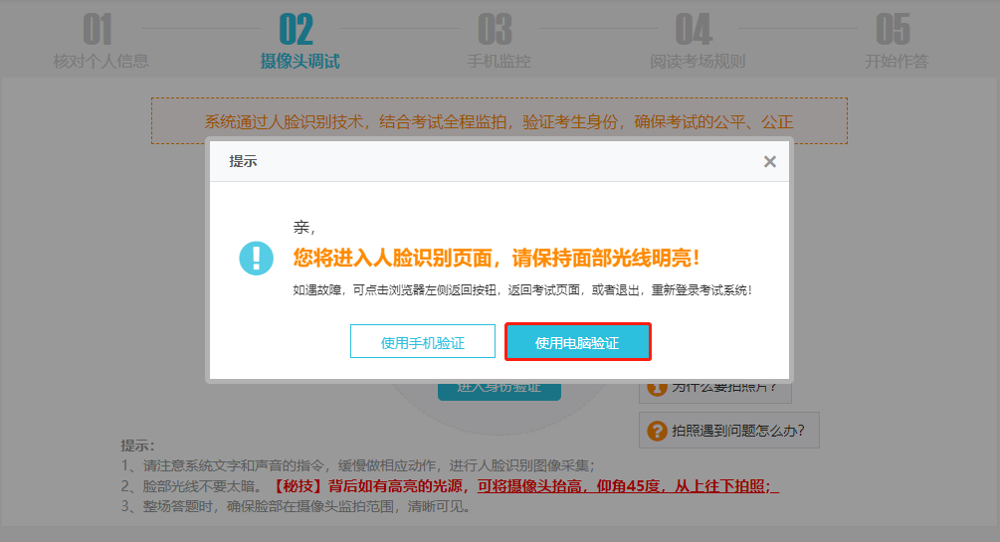 01 02 03 04 05
核对个人信息 摄像头调试 手机监控 阅读考场规则 开始作答
系统通过人脸识别技术，结合考试全程监拍，验证考生身份，确保考试的公平、公正
提示
亲，
您将进入人脸识别页面，请保持面部光线明亮！
如遇故障，可点击浏览器左侧返回按钮，返回考试页面，或者退出，重新登录考试系统！
使用手机验证 使用电脑验证
进入身份验证 为什么要拍照片？
拍照遇到问题怎么办？
提示：
1、请注意系统文字和声音的指令，缓慢做相应动作，进行人脸识别图像采集；
2、脸部光线不要太暗。【秘技】背后如有高亮的光源，可将摄像头抬高，仰角45度，从上往下拍照；
3、整场答题时，确保脸部在摄像头监拍范围，清晰可见。